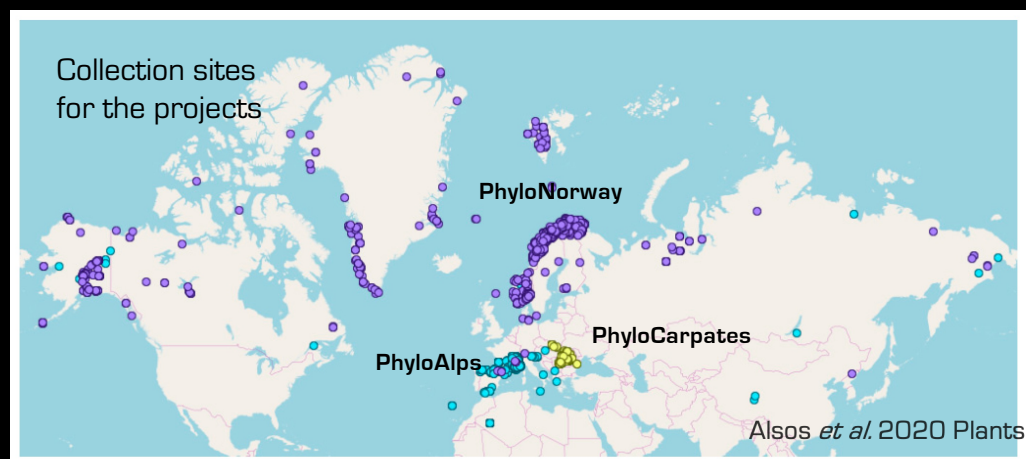 Collection sites
for the projects
PhyloNorway
PhyloCarpates
PhyloAlps
Alsos et al. 2020 Plants